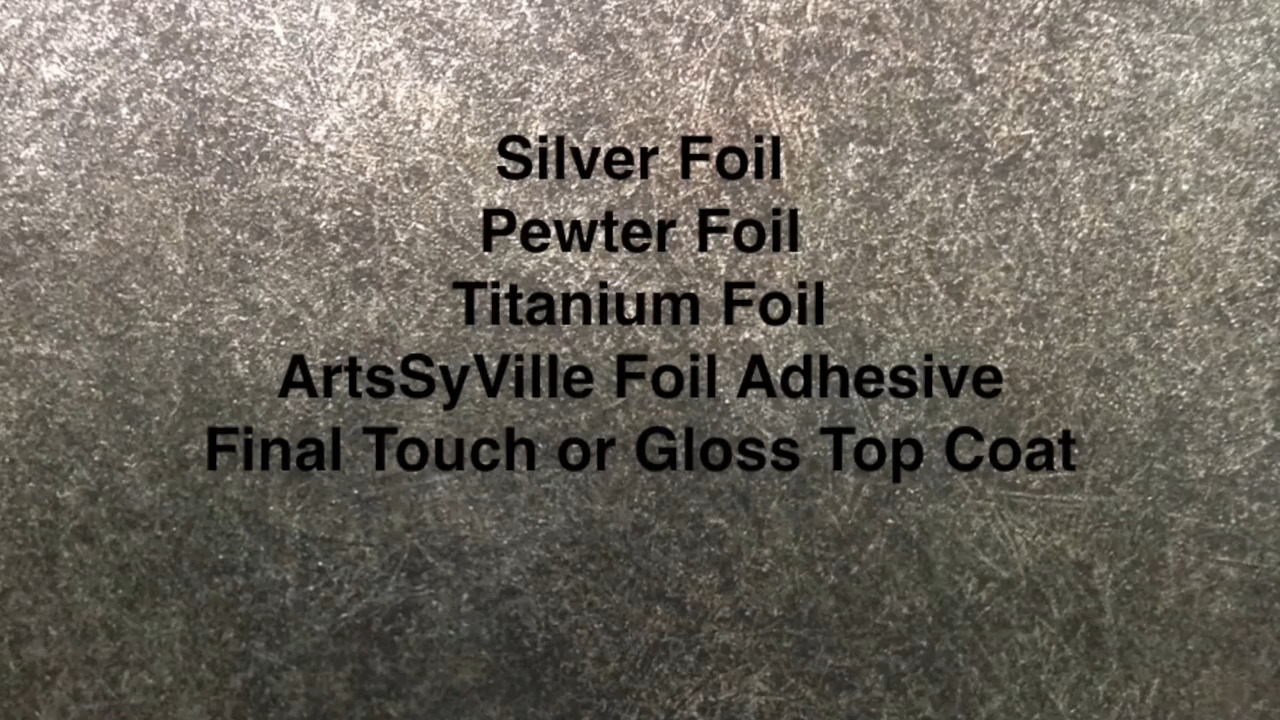 Silver Foil
Pewter Foil
Titanium Foil
ArtsSyVille Foil Adhesive
Final Touch or Gloss Top Coat